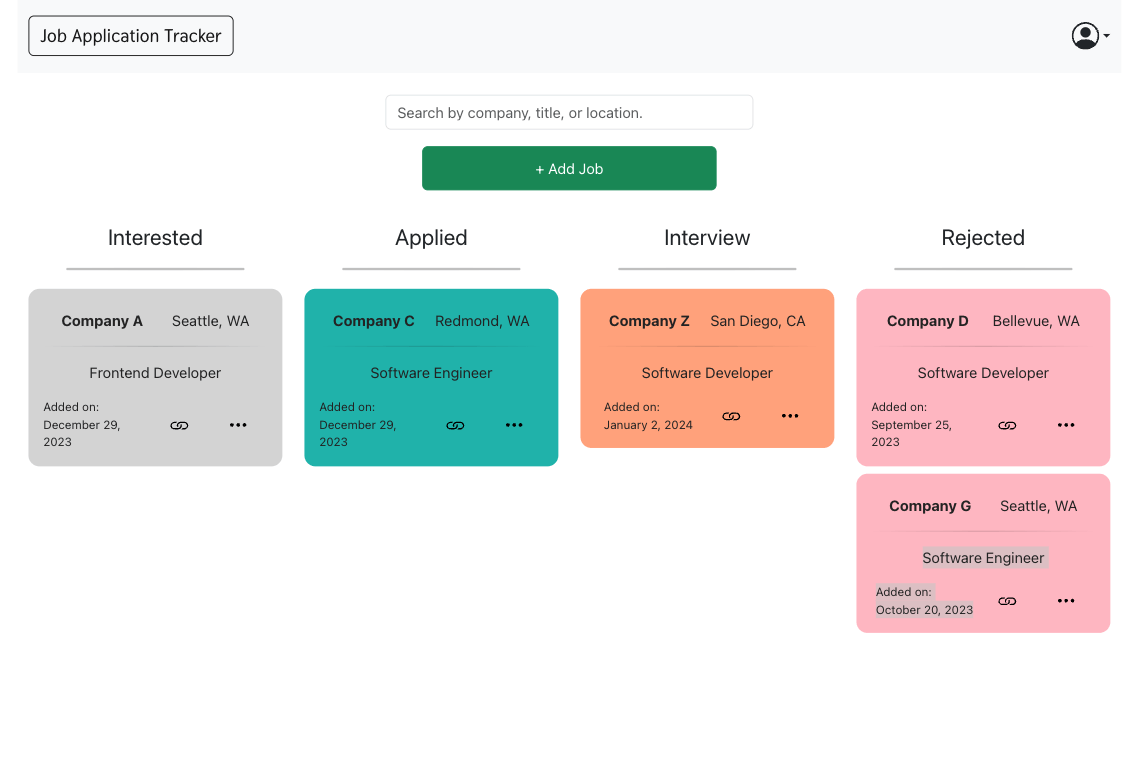 Job Application Tracker
Search by company, title, or location.
+ Add Job
Interested
Company A Seattle, WA
Frontend Developer
Added on:
December 29,
2023
Applied
Company C Redmond, WA
Software Engineer
Added on:
December 29,
2023
Interview
Company Z San Diego, CA
Software Developer
Added on:
January 2, 2024
Rejected
Company D Bellevue, WA
Software Developer
Added on:
September 25,
2023
Company G Seattle, WA
Software Engineer
Added on:
October 20, 2023